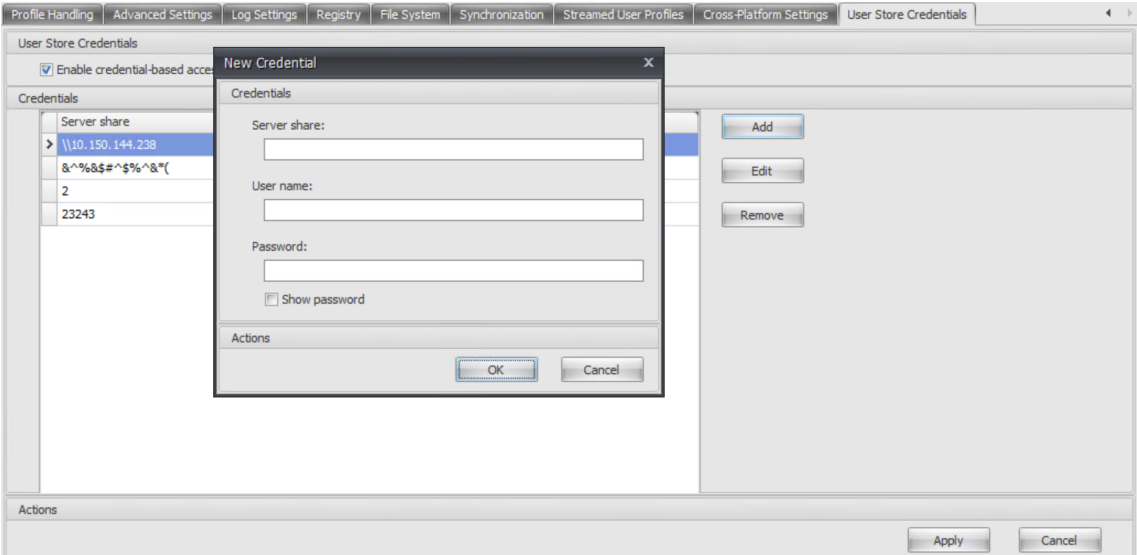 Profile Handling Advanced Settings Log Settings Registry File System Synchronization Streamed User Profiles Cross-Platform Settings User Store Credentials
User Store Credentials
Enable credential-based acce
Credentials
Server share
\\10.150.144.238
&^%&$#^$%^&*(
2
23243
New Credential
Credentials
Server share:
User name:
Password:
Show password
Actions
OK Cancel
Add
Edit
Remove
Actions
Apply Cancel